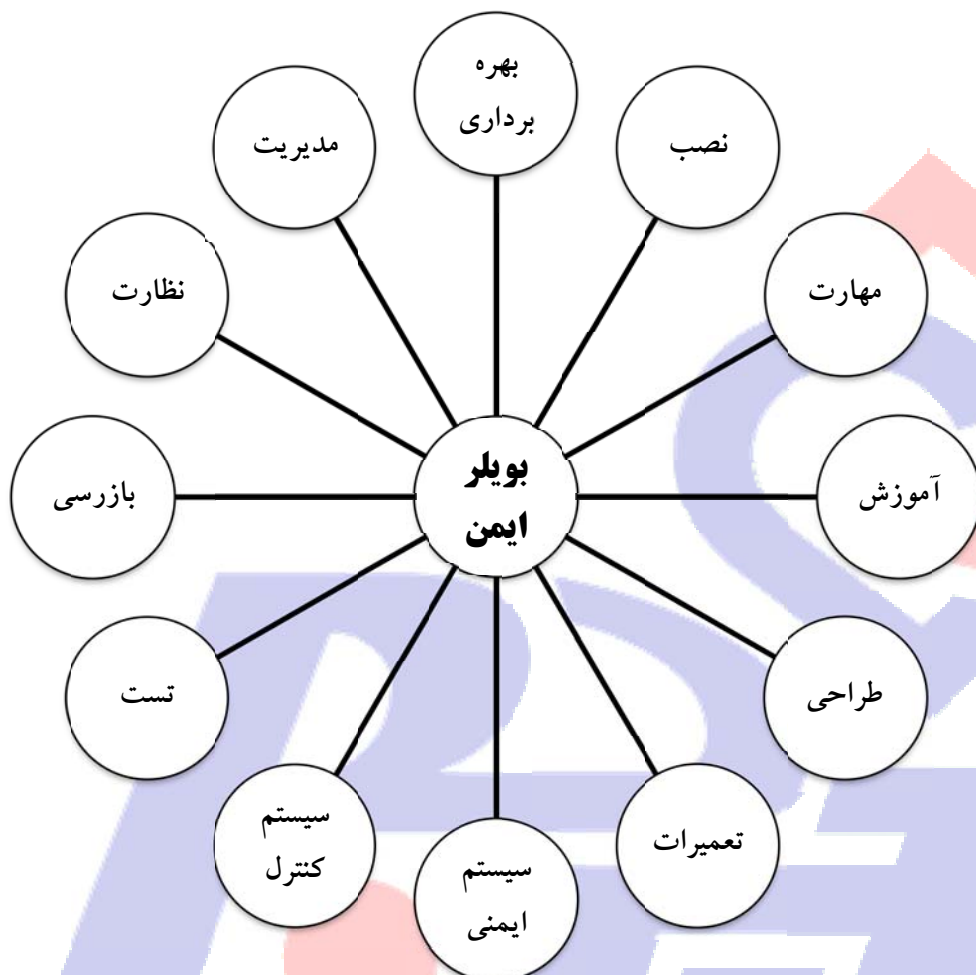 بهره
برداری
نصب
مهارت
آموزش
طراحی
تعمیرات
سیستم
ایمنی
سیستم
کنترل
تست
بازرسی
نظارت
مدیریت
بویلر
ایمن